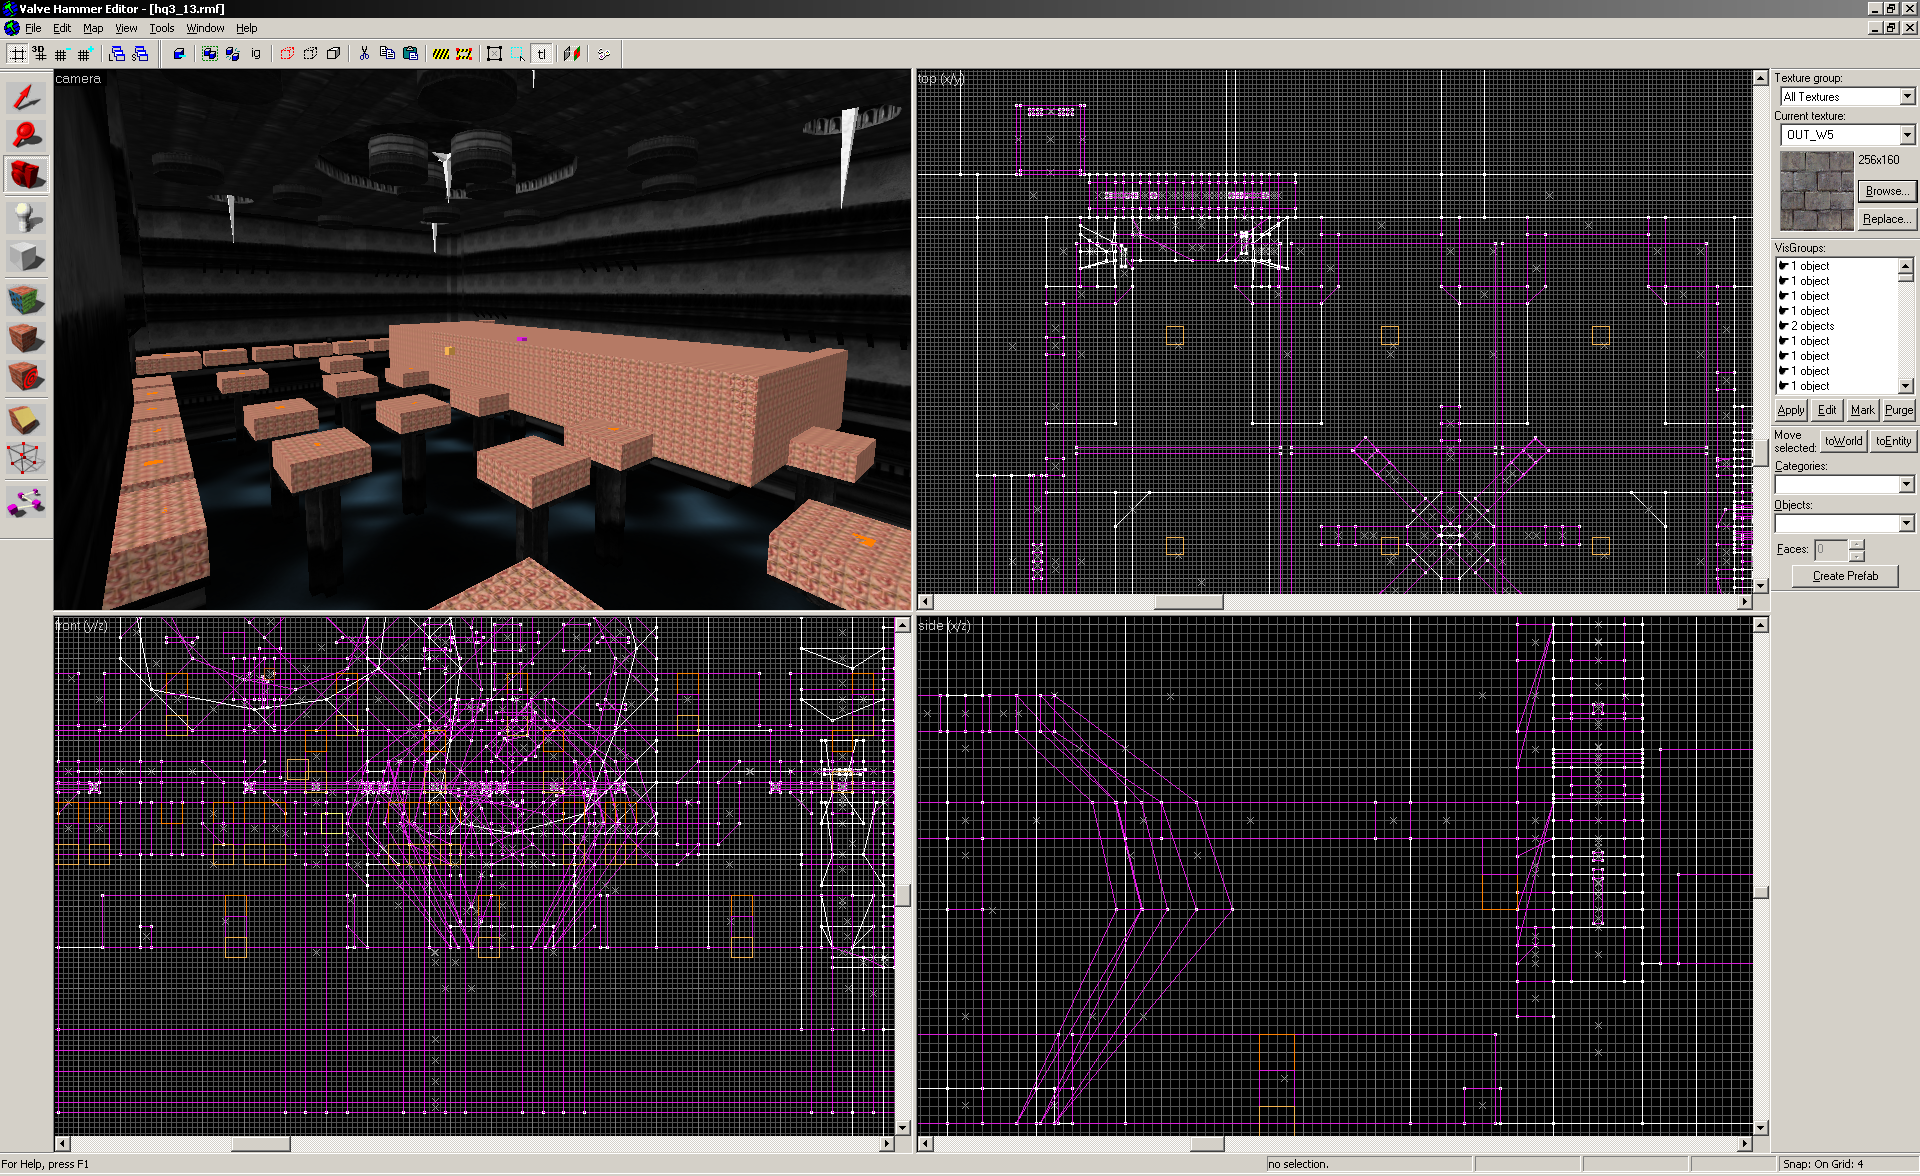 Valve Hammer Editor - [hq3_13.rmf]
File Edit Map View Tools Window Help
3D
ig
tl
camera
top (x/y)
front (y/z)
side (x/z)
Texture group:
All Textures
Current texture:
OUT_W5
256x160
Browse...
Replace...
VisGroups:
1 object
1 object
1 object
1 object
2 objects
1 object
1 object
1 object
1 object
Apply Edit Mark Purge
Move
selected: toWorld toEntity
Categories:
Objects:
Faces: 0
Create Prefab
For Help, press F1
no selection.
Snap: On Grid: 4